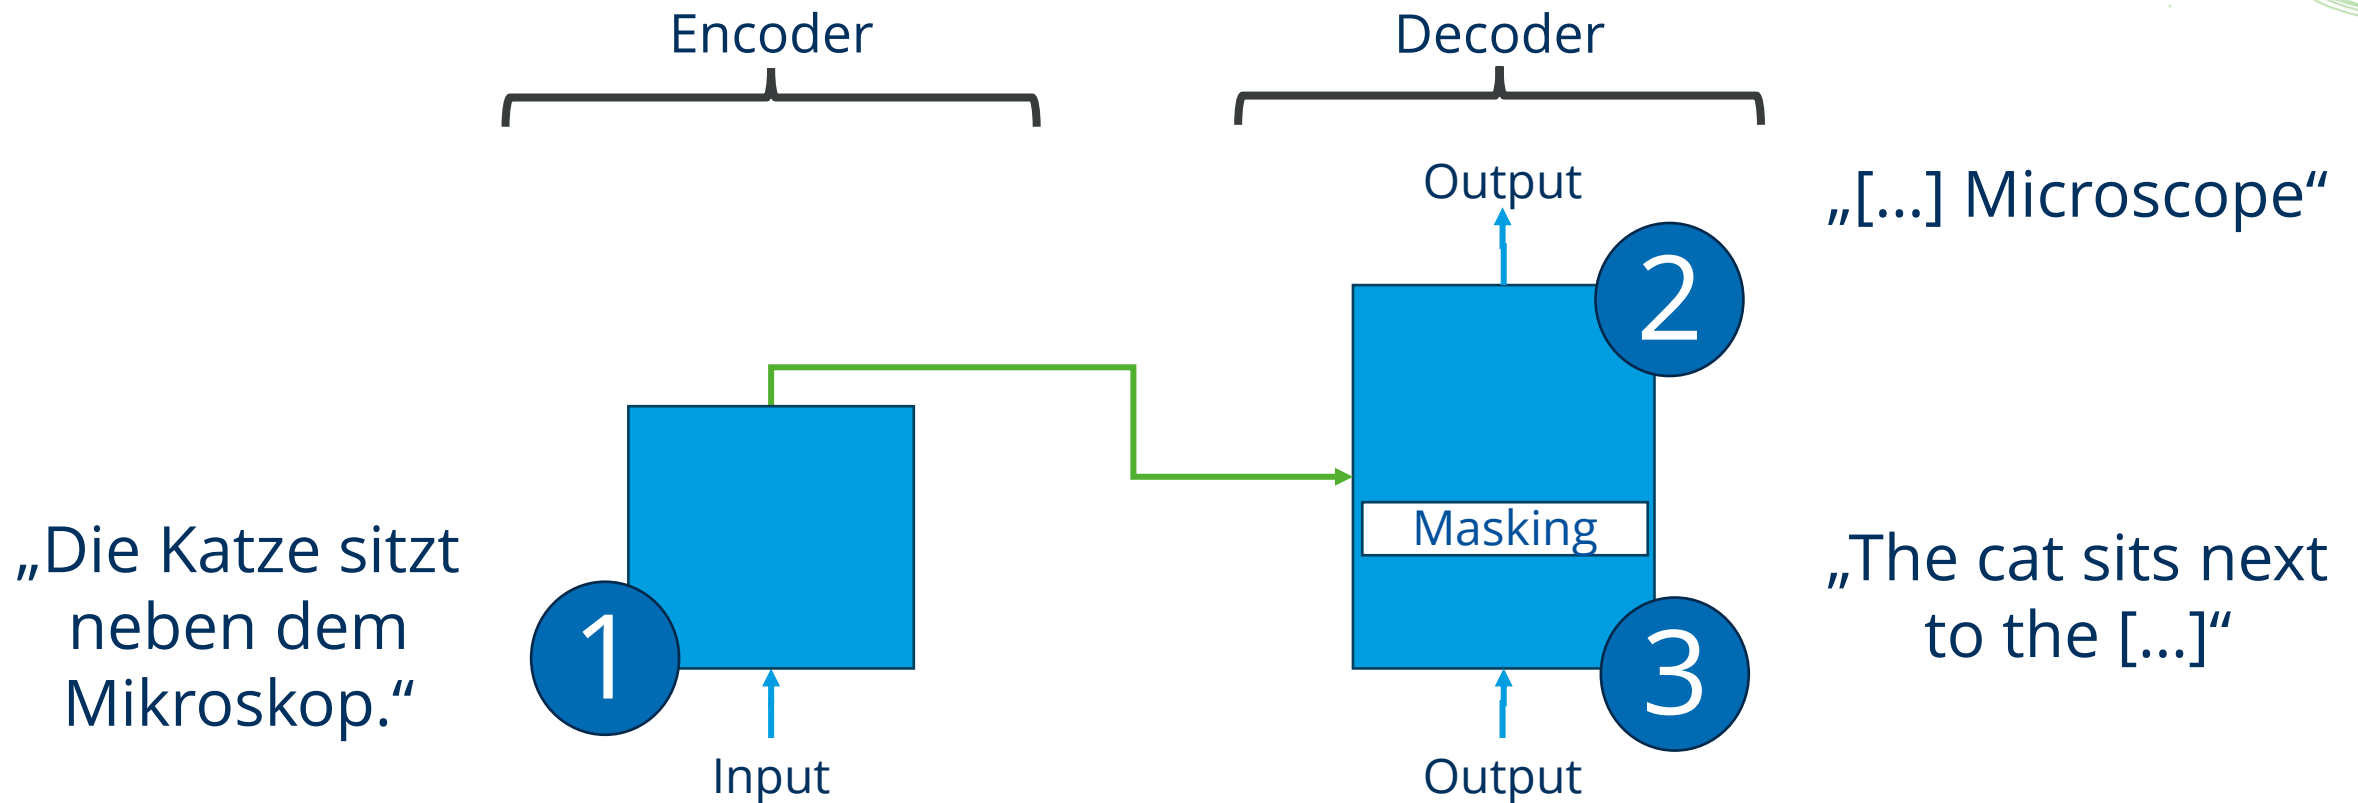 Encoder
Decoder
Output
„[...] Microscope“
2
Masking
„Die Katze sitzt
neben dem
Mikroskop.“
1
„The cat sits next
to the [...]“
3
Input
Output